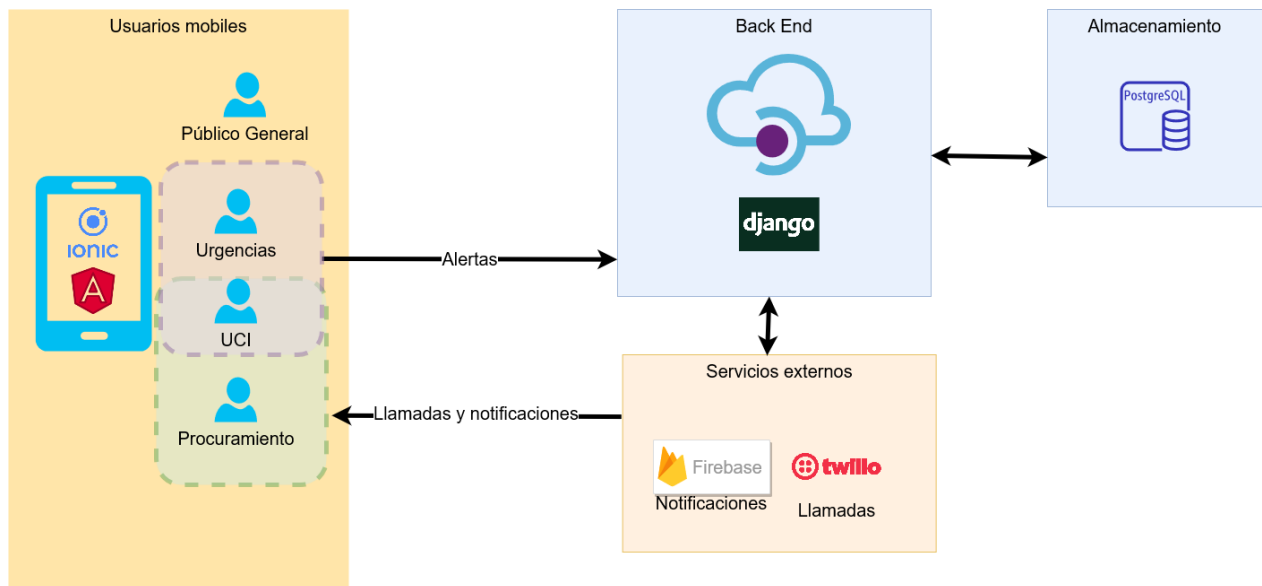 Usuarios mobiles
Público General
IONIC
A
Urgencias
UCI
Procuramiento
Alertas
Llamadas y notificaciones
Back End
django
Almacenamiento
PostgreSQL
Servicios externos
Firebase
Notificaciones
twilio
Llamadas